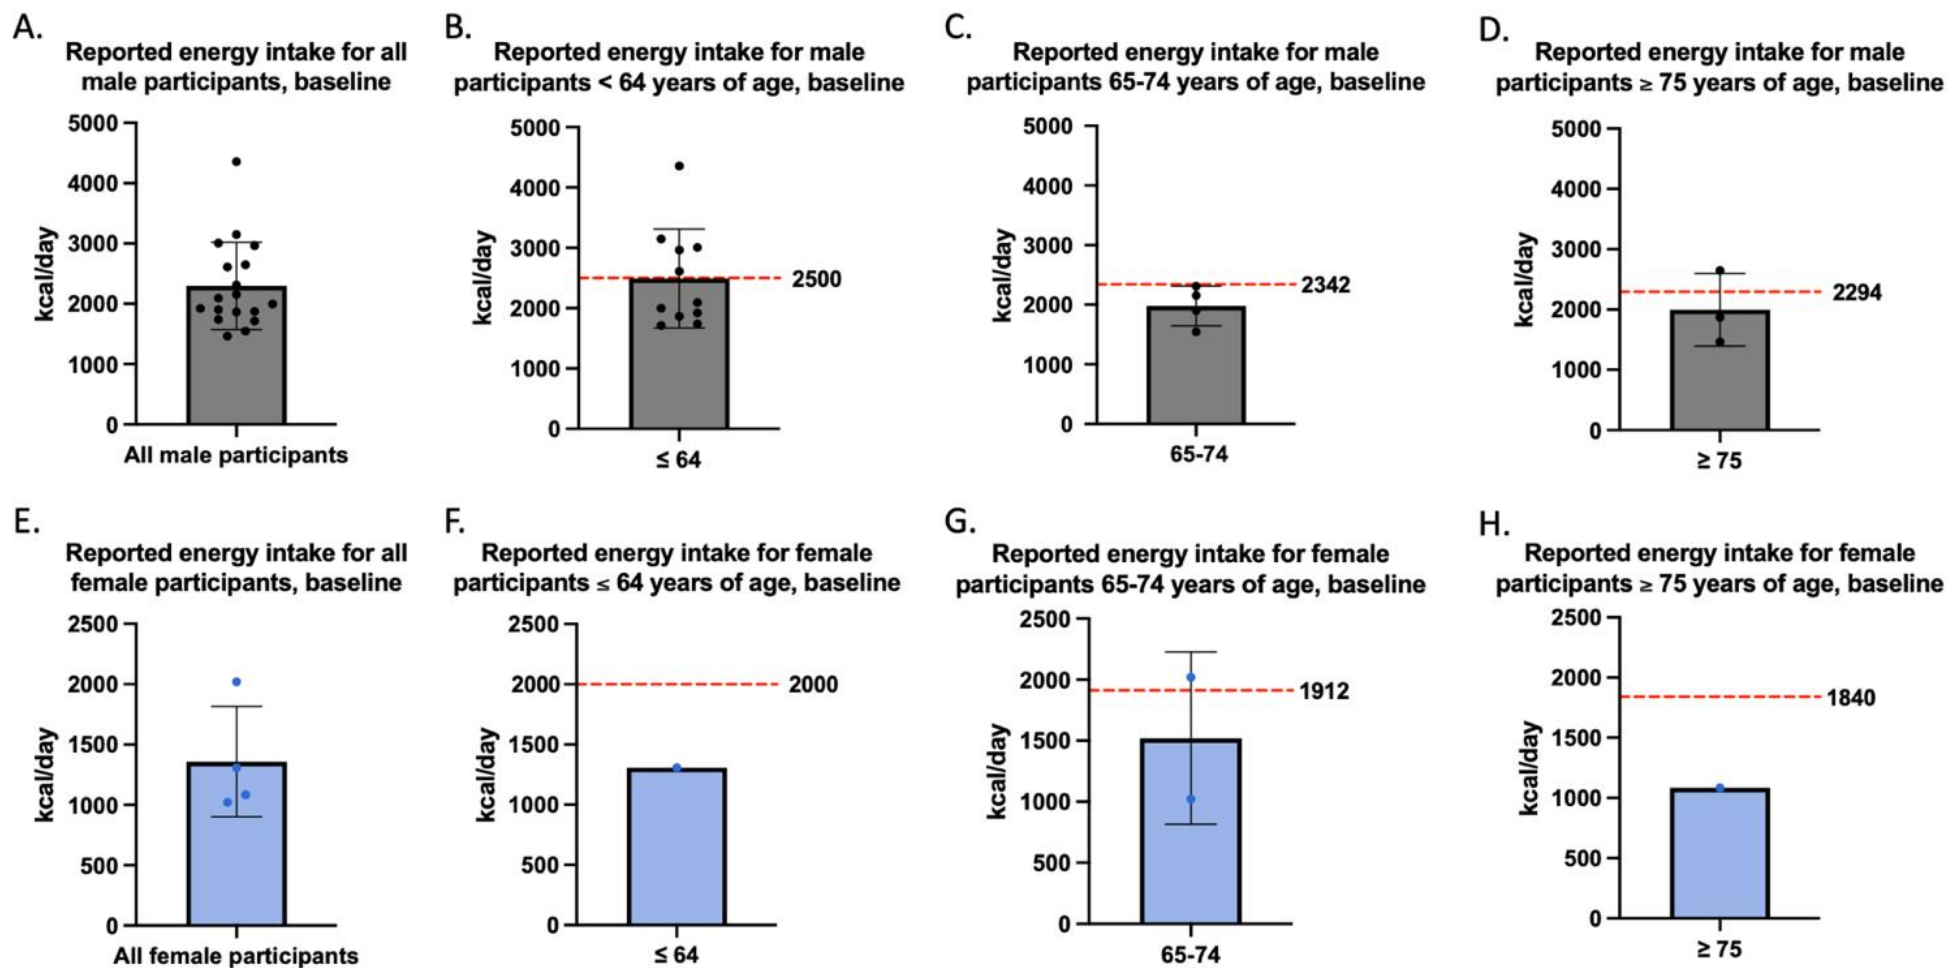 A.
Reported energy intake for all
male participants, baseline
5000
4000
3000
2000
1000
0
kcal/day
All male participants
B.
Reported energy intake for male
participants < 64 years of age, baseline
5000
4000
3000
2000
1000
0
kcal/day
2500
≤ 64
C.
Reported energy intake for male
participants 65-74 years of age, baseline
5000
4000
3000
2000
1000
0
kcal/day
2342
65-74
D.
Reported energy intake for male
participants ≥ 75 years of age, baseline
5000
4000
3000
2000
1000
0
kcal/day
2294
≥ 75
E.
Reported energy intake for all
female participants, baseline
2500
2000
1500
1000
500
0
kcal/day
All female participants
F.
Reported energy intake for female
participants ≤ 64 years of age, baseline
2500
2000
1500
1000
500
0
kcal/day
2000
≤ 64
G.
Reported energy intake for female
participants 65-74 years of age, baseline
2500
2000
1500
1000
500
0
kcal/day
1912
65-74
H.
Reported energy intake for female
participants ≥ 75 years of age, baseline
2500
2000
1500
1000
500
0
kcal/day
1840
≥ 75